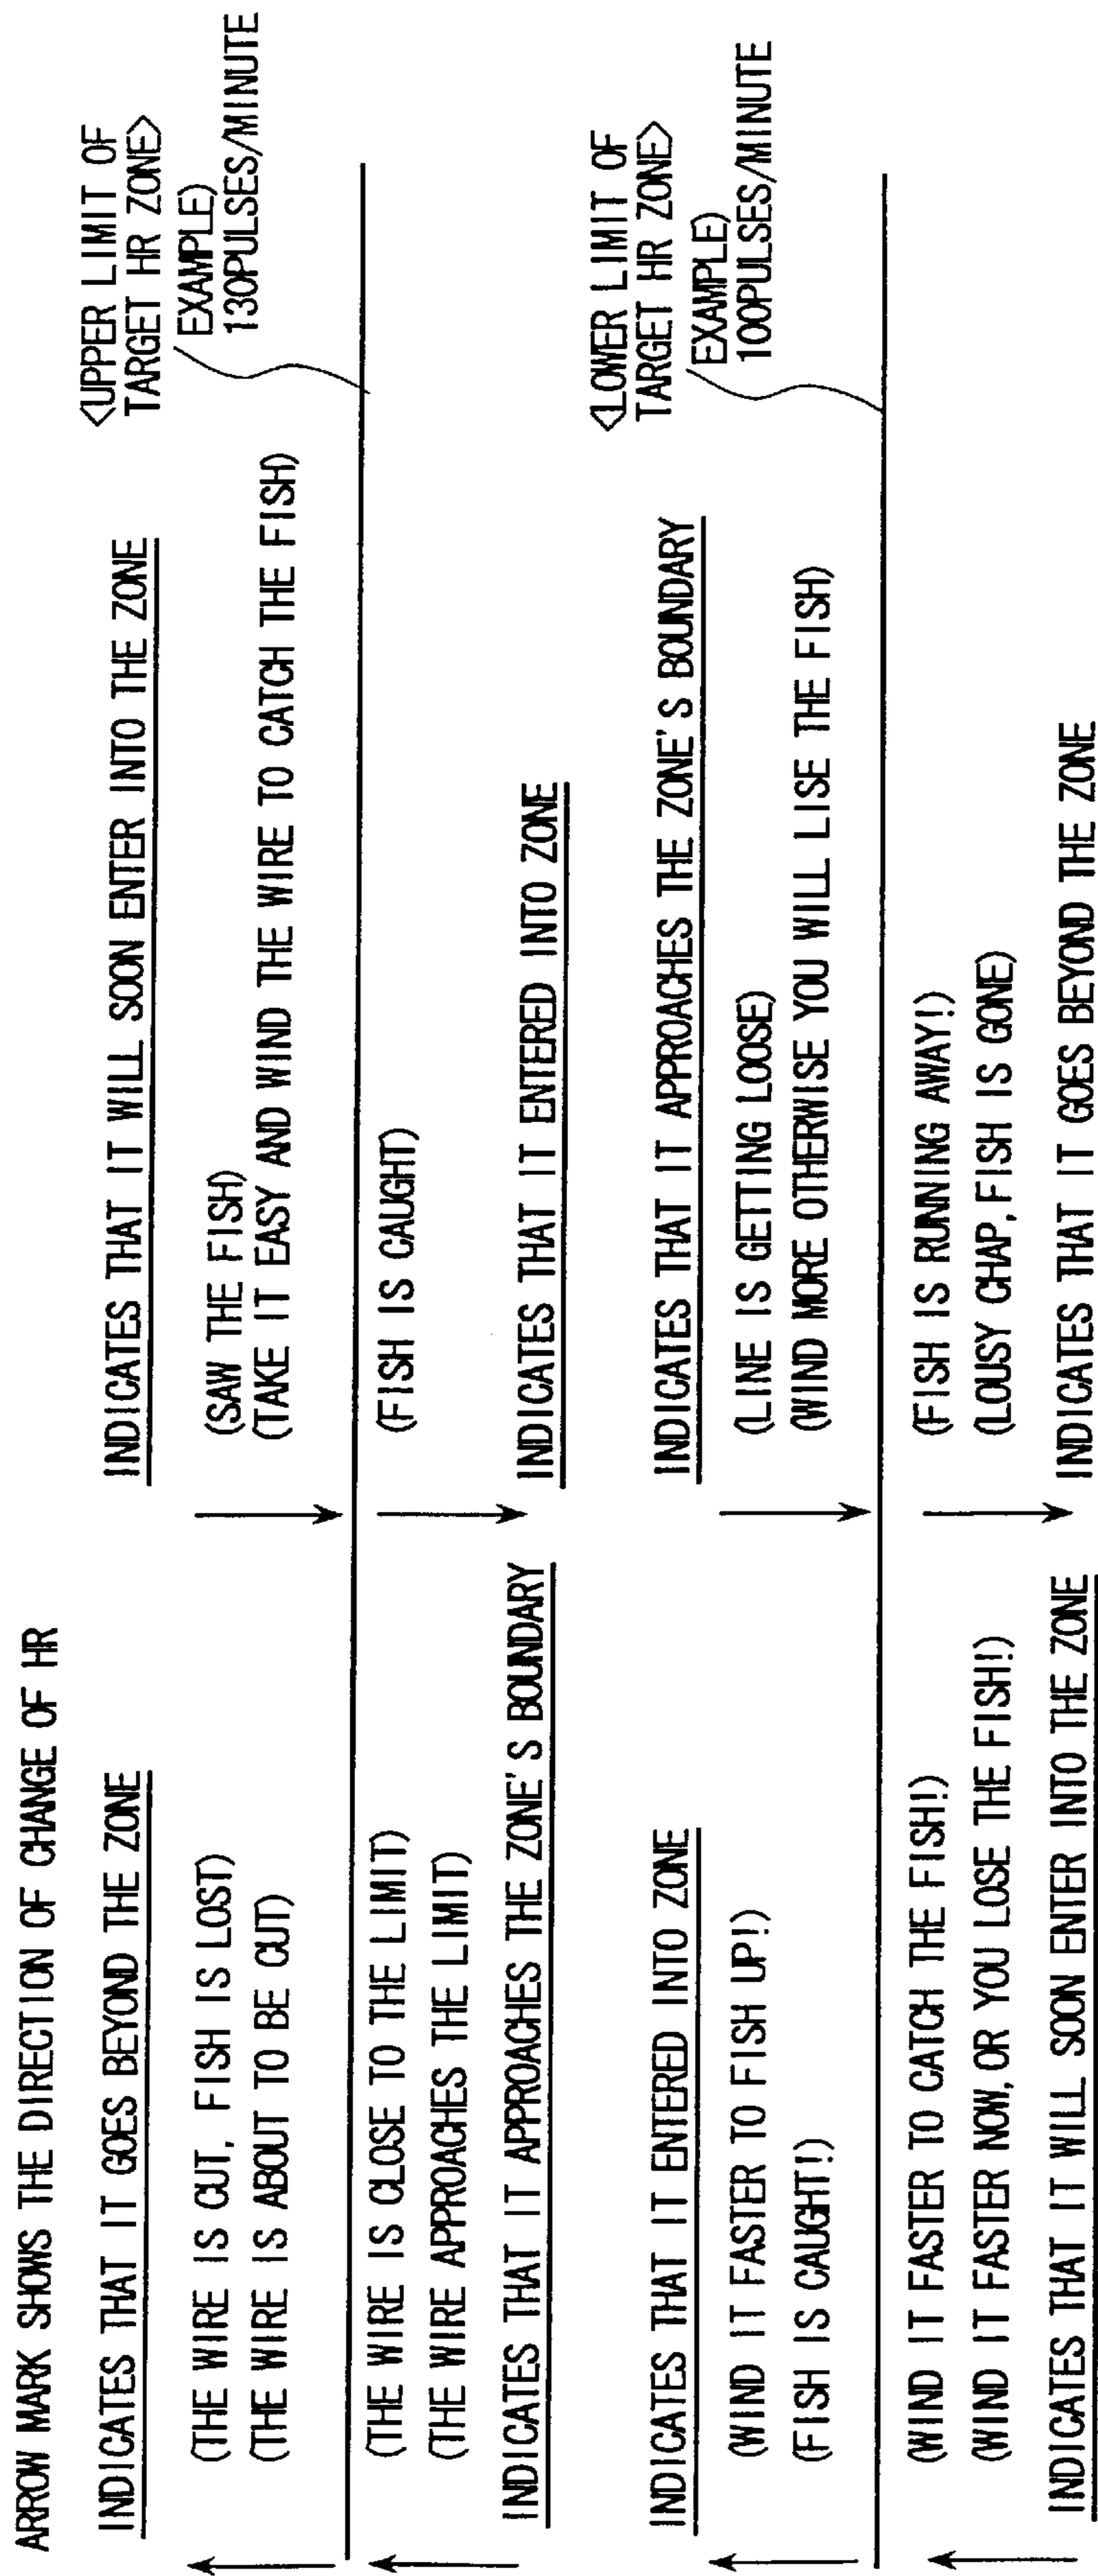 ARROW MARK SHOWS THE DIRECTION OF CHANGE OF HR
INDICATES THAT IT GOES BEYOND THE ZONE
(THE WIRE IS CUT, FISH IS LOST)
(THE WIRE IS ABOUT TO BE CUT)
(THE WIRE IS CLOSE TO THE LIMIT)
(THE WIRE APPROACHES THE LIMIT)
INDICATES THAT IT APPROACHES THE ZONE'S BOUNDARY
INDICATES THAT IT ENTERED INTO ZONE
(WIND IT FASTER TO FISH UP!)
(FISH IS CAUGHT!)
(WIND IT FASTER TO CATCH THE FISH!)
(WIND IT FASTER NOW, OR YOU LOSE THE FISH!)
INDICATES THAT IT WILL SOON ENTER INTO THE ZONE
INDICATES THAT IT WILL SOON ENTER INTO THE ZONE
(SAW THE FISH)
(TAKE IT EASY AND WIND THE WIRE TO CATCH THE FISH)
(FISH IS CAUGHT)
INDICATES THAT IT ENTERED INTO ZONE
INDICATES THAT IT APPROACHES THE ZONE'S BOUNDARY
(LINE IS GETTING LOOSE)
(WIND MORE OTHERWISE YOU WILL LISE THE FISH)
(FISH IS RUNNING AWAY!)
(LOUSY CHAP, FISH IS GONE)
INDICATES THAT IT GOES BEYOND THE ZONE
<UPPER LIMIT OF
TARGET HR ZONE>
EXAMPLE)
130PULSES/MINUTE
<LOWER LIMIT OF
TARGET HR ZONE>
EXAMPLE)
100PULSES/MINUTE